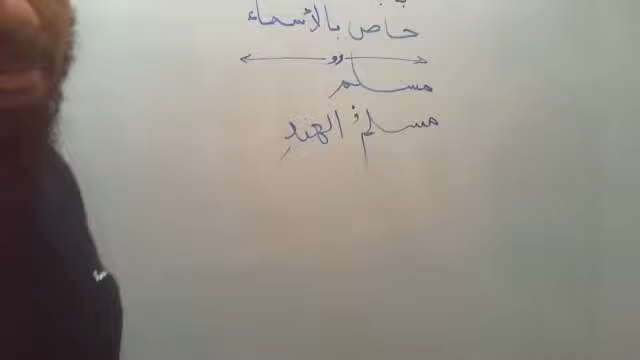 خاص بالأسماء
مسلم
مسلمُ الهندِ